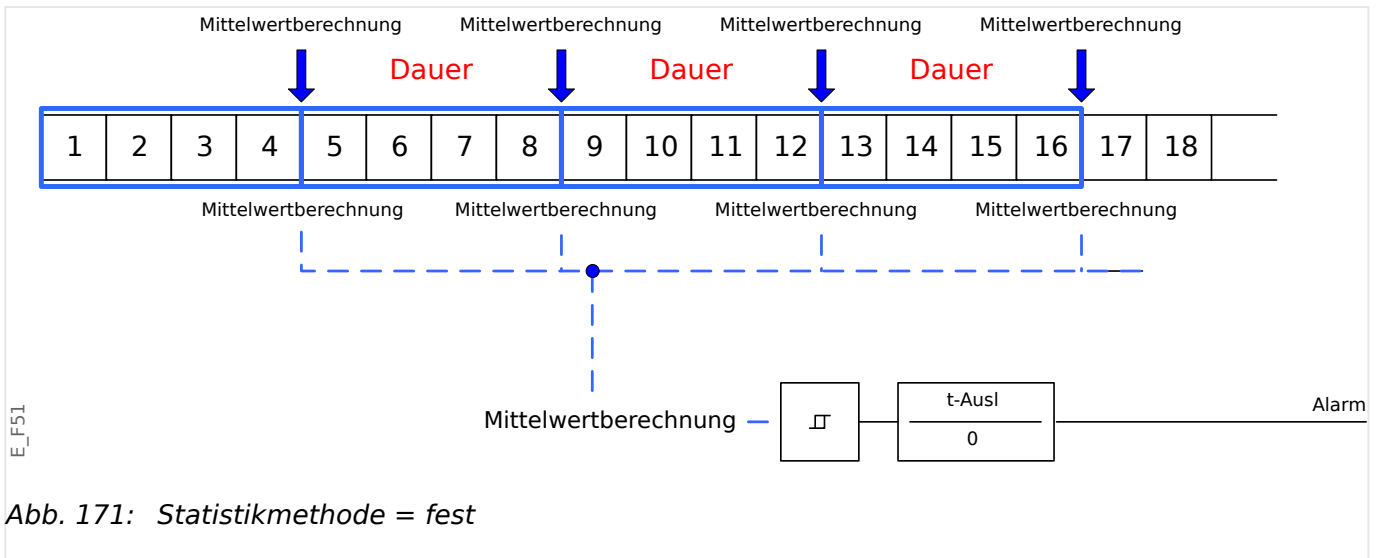 Mittelwertberechnung Mittelwertberechnung Mittelwertberechnung Mittelwertberechnung
Dauer Dauer Dauer
1 2 3 4 5 6 7 8 9 10 11 12 13 14 15 16 17 18
Mittelwertberechnung Mittelwertberechnung Mittelwertberechnung Mittelwertberechnung
t-Ausl
Mittelwertberechnung
0
Alarm
E_F51
Abb. 171: Statistikmethode = fest